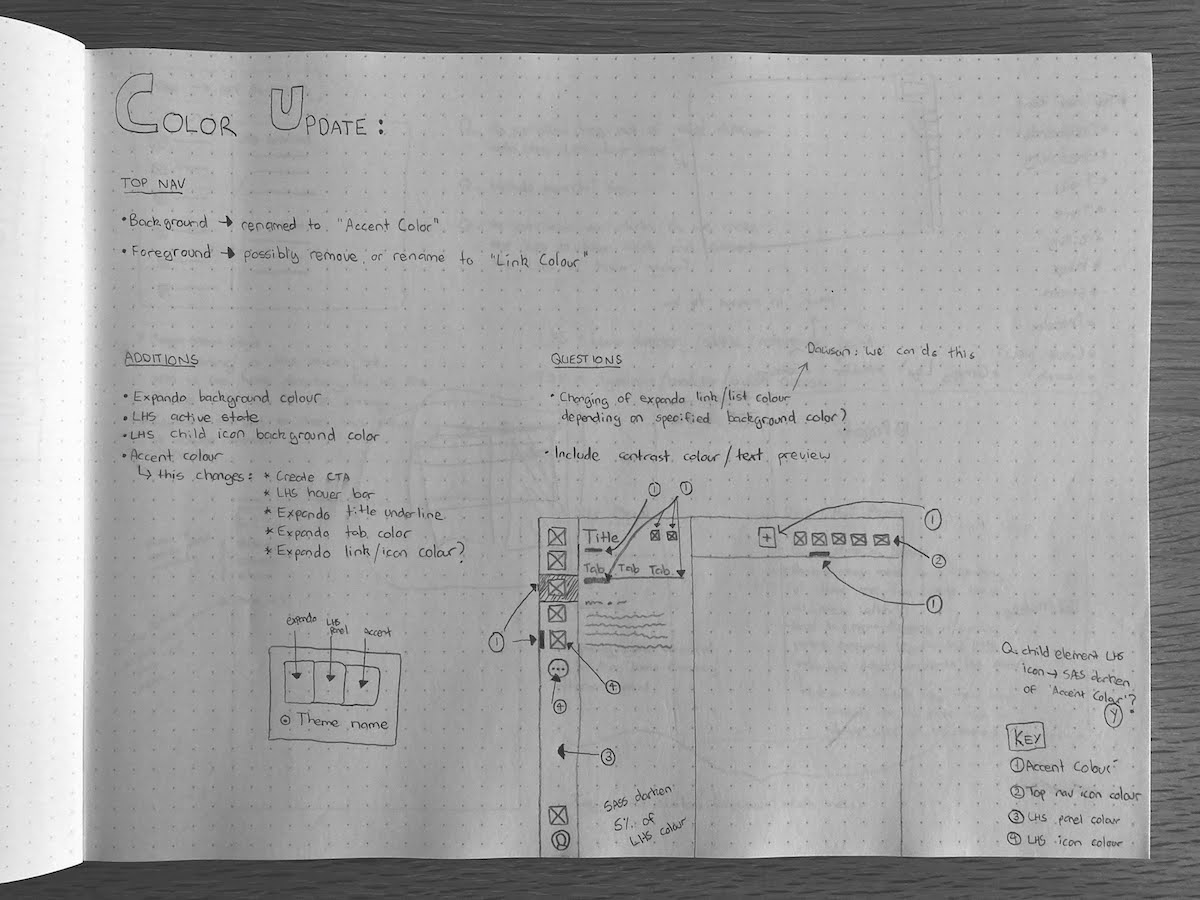 COLOR UPDATE:
TOP NAV
• Background → renamed to "Accent Color"
• Foreground → possibly remove or rename to "Link Colour"
ADDITIONS
• Expando background colour
• LHS active state
• LHS child icon background color
• Accent colour
↳ this changes: * Create CTA
* LHS hover bar
* Expando title underline
* Expando tab color
* Expando link/icon color?
expando
LHS panel
accent
Theme name
QUESTIONS
Dawson: we can do this
• Changing of expando link/list colour
depending on specified background color?
• Include contrast colour/text preview
1 1
Title
+
1
2
Tab Tab Tab
1
1
4
4
3
SASS darken
5% of
LHS colour
Q. child element LHS
icon → SAS darken
of 'Accent Color'?
Y
KEY
1 Accent Colour
2 Top nav icon colour
3 LHS panel colour
4 LHS icon colour